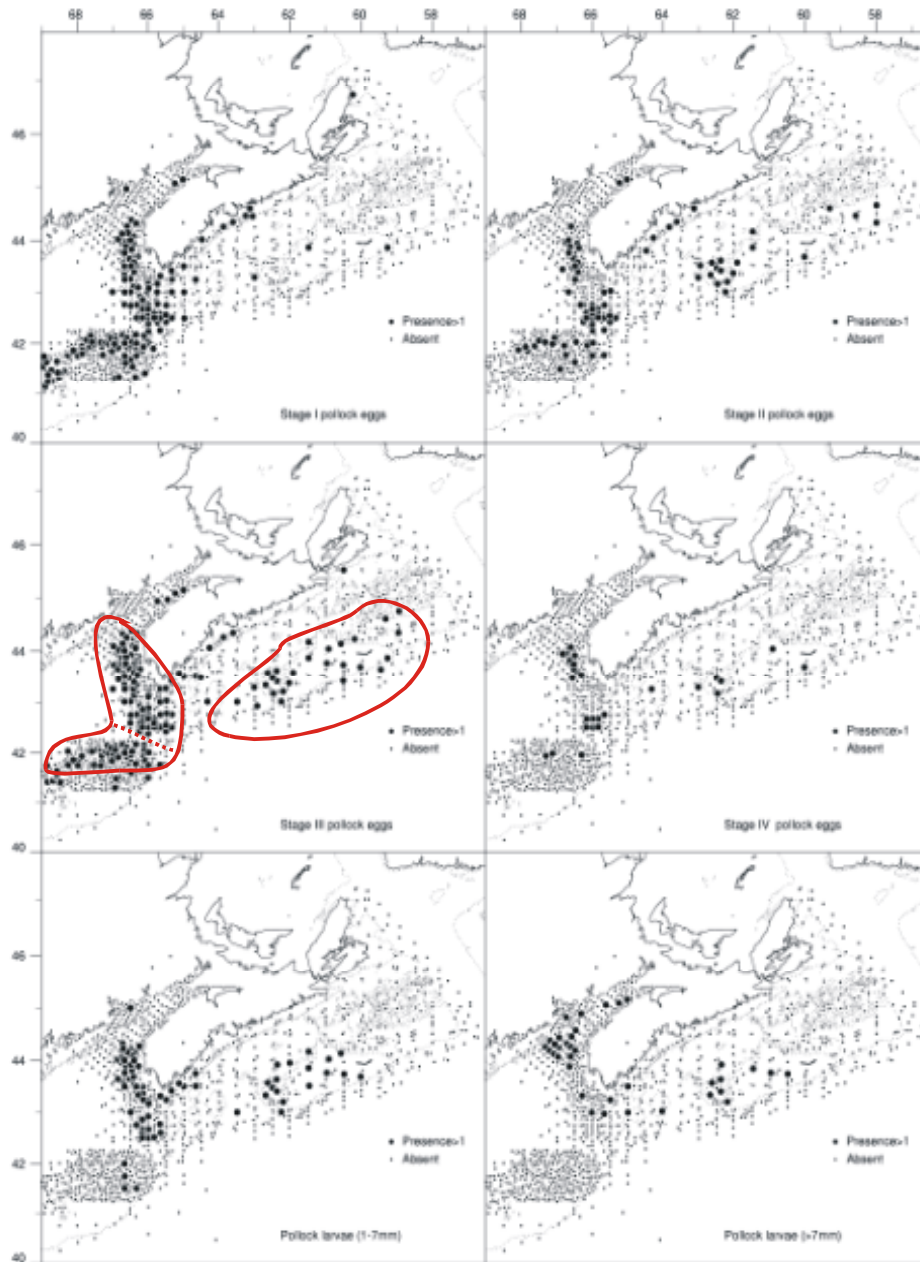 68 66 64 62 60 58 68 66 64 62 60 58
46
44
42
40
• Presence>1
Absent
Stage I pollock eggs
• Presence>1
Absent
Stage II pollock eggs
46
44
42
40
• Presence>1
Absent
Stage III pollock eggs
• Presence>1
Absent
Stage IV pollock eggs
46
44
42
40
• Presence>1
Absent
Pollock larvae (1-7mm)
• Presence>1
Absent
Pollock larvae (>7mm)